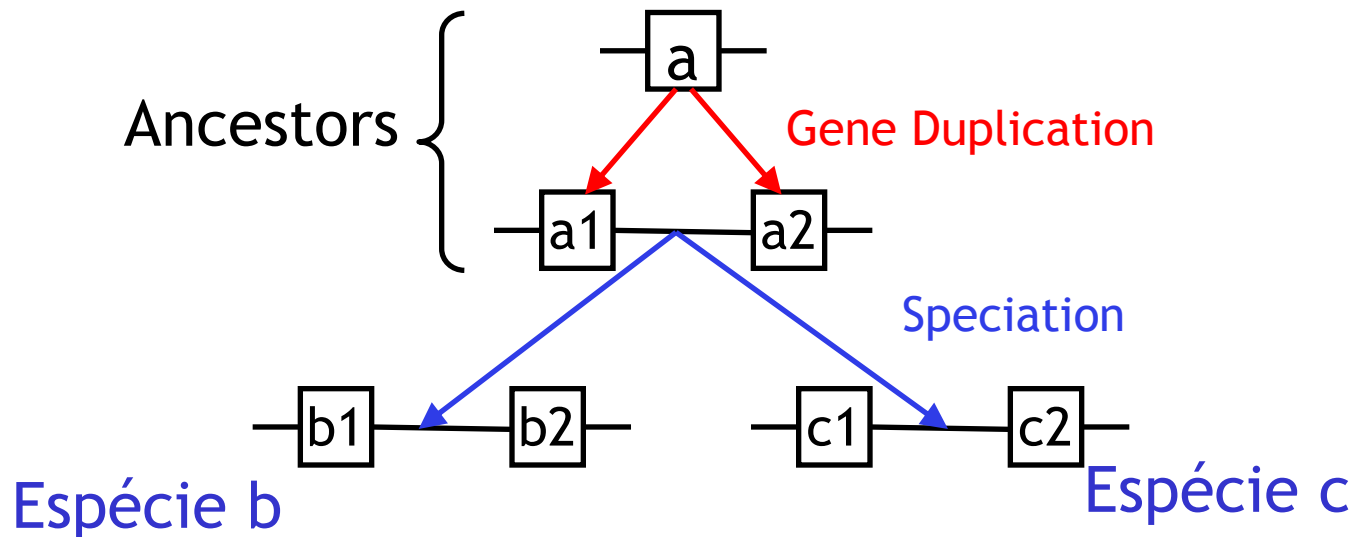 a
Ancestors
Gene Duplication
a1
a2
Speciation
b1
b2
c1
c2
Espécie b
Espécie c